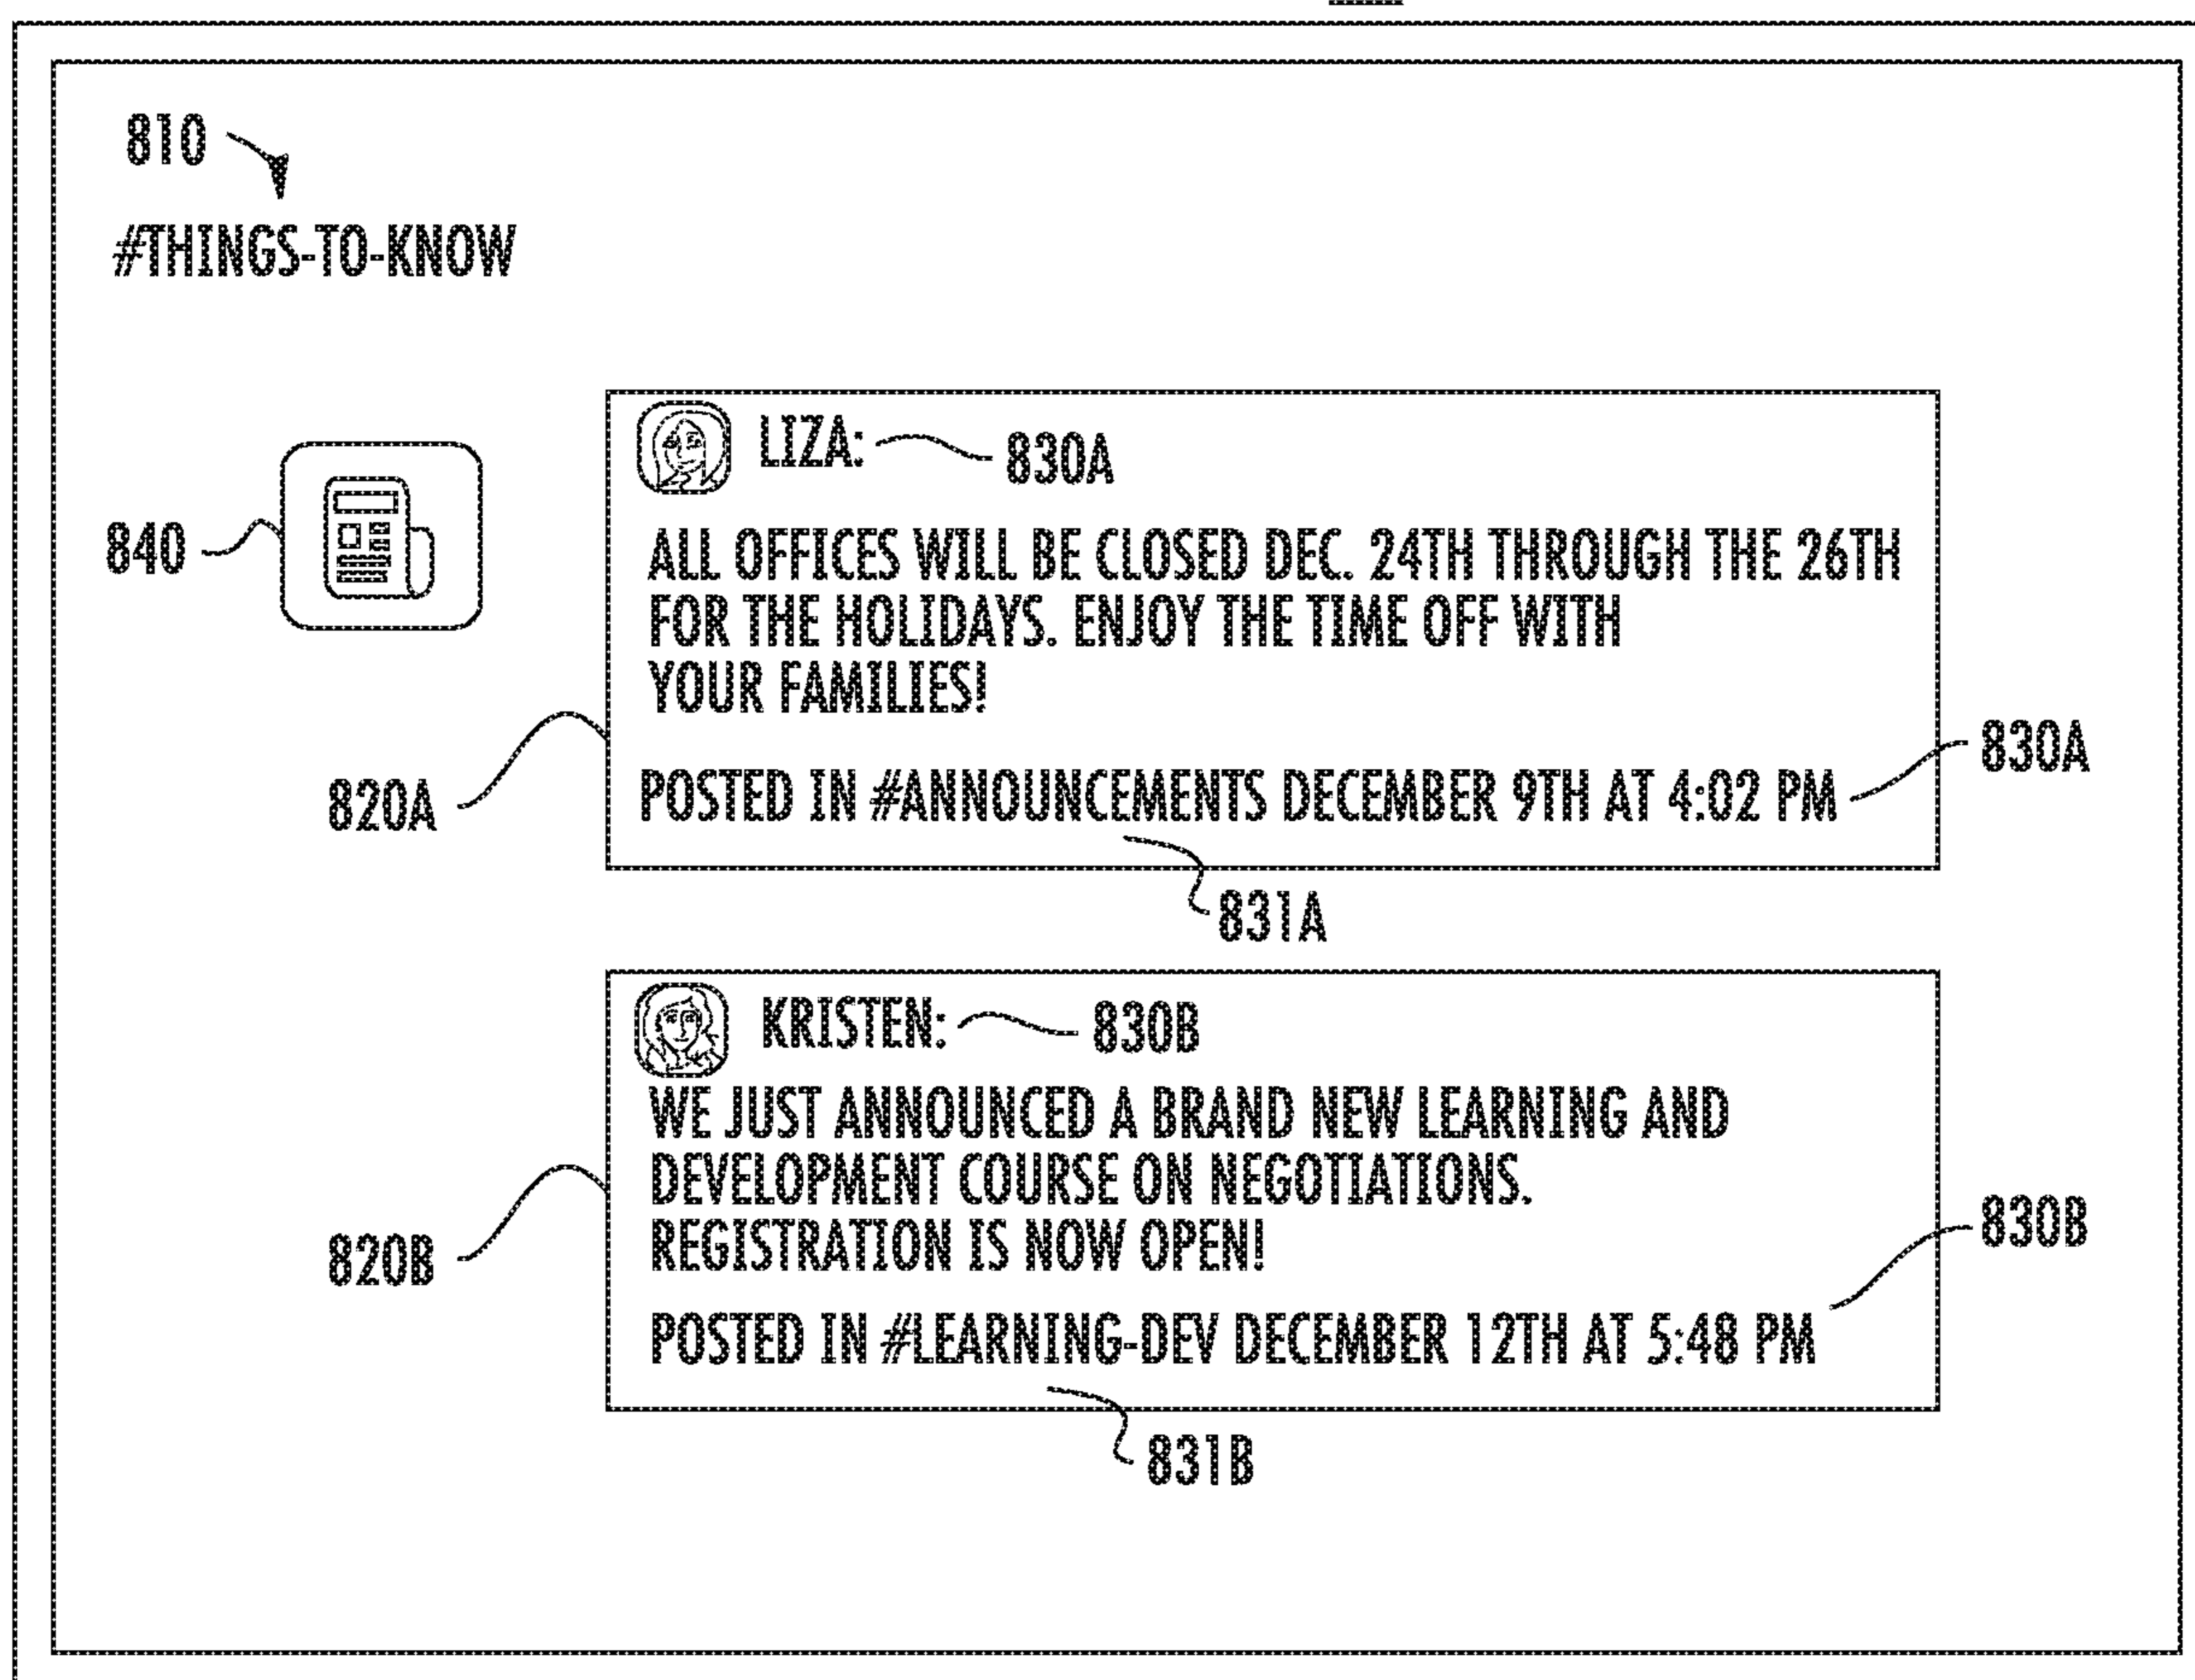 810
#THINGS-TO-KNOW
LIZA:
830A
840
ALL OFFICES WILL BE CLOSED DEC. 24TH THROUGH THE 26TH
FOR THE HOLIDAYS. ENJOY THE TIME OFF WITH
YOUR FAMILIES!
830A
820A
POSTED IN #ANNOUNCEMENTS DECEMBER 9TH AT 4:02 PM
831A
KRISTEN:
830B
WE JUST ANNOUNCED A BRAND NEW LEARNING AND
DEVELOPMENT COURSE ON NEGOTIATIONS.
REGISTRATION IS NOW OPEN!
830B
820B
POSTED IN #LEARNING-DEV DECEMBER 12TH AT 5:48 PM
831B